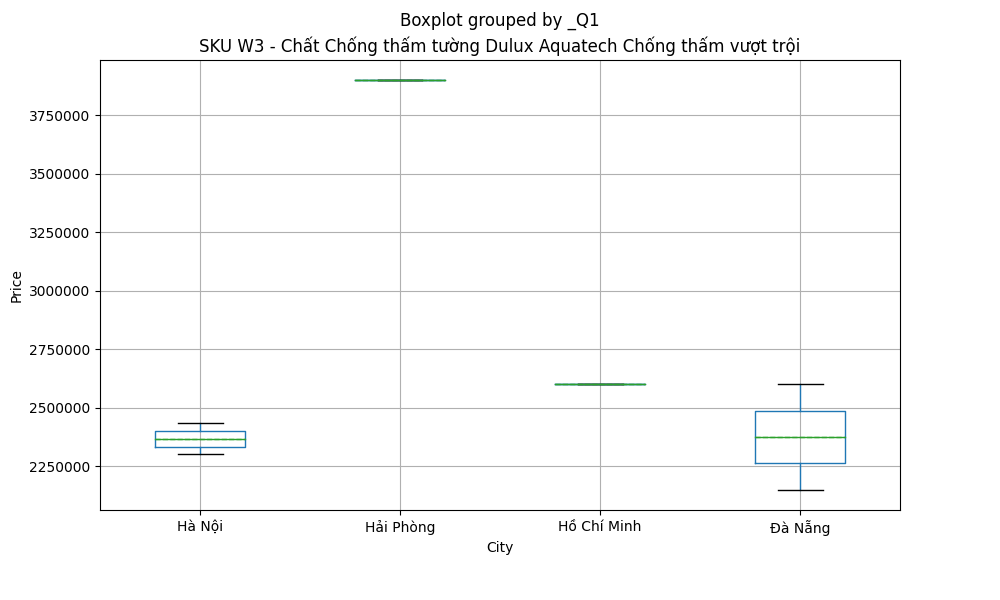 Boxplot grouped by _Q1
SKU W3 - Chất Chống thấm tường Dulux Aquatech Chống thấm vượt trội
3750000
3500000
3250000
3000000
2750000
2500000
2250000
Price
Hà Nội
Hải Phòng
Hồ Chí Minh
Đà Nẵng
City